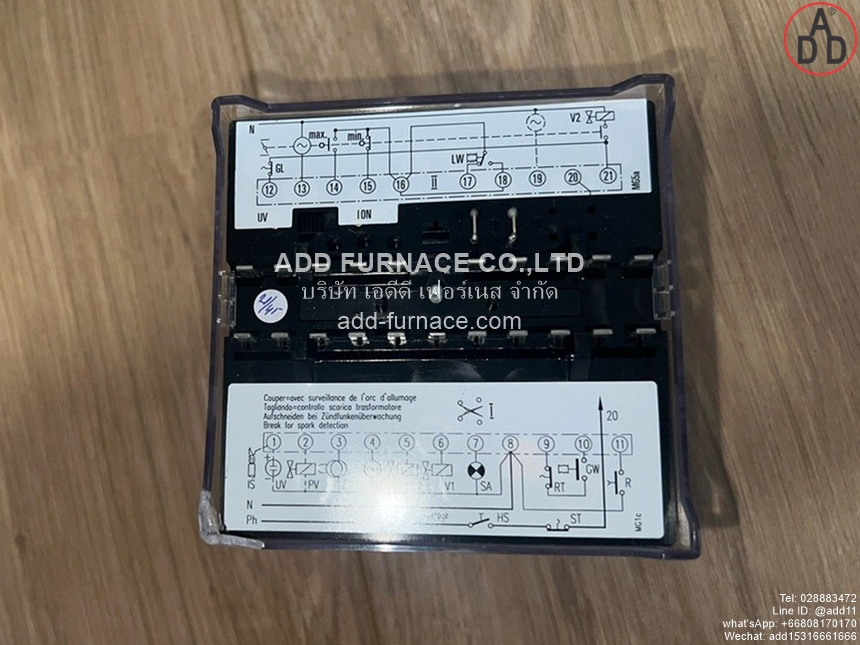 ADD®
N
max.
min.
V2
GL
LW
12 13 14 15 16 II 17 18 19 20 21
MG5a
UV
ION
ADD FURNACE CO.,LTD
บริษัท เอดีดี เฟอร์เนส จำกัด
add-furnace.com
Couper=avec surveillance de l'arc d'allumage
Tagliando=controllo scarica trasformatore
Aufschneiden bei Zündfunkenüberwachung
Break for spark detection
I
20
1 2 3 4 5 6 7 8 9 10 11
IS
UV
PV
V1
SA
RT
GW
R
N
Ph
HS
ST
MG1c
Tel: 028883472
Line ID: @add11
what'sApp: +66808170170
Wechat: add15316661666